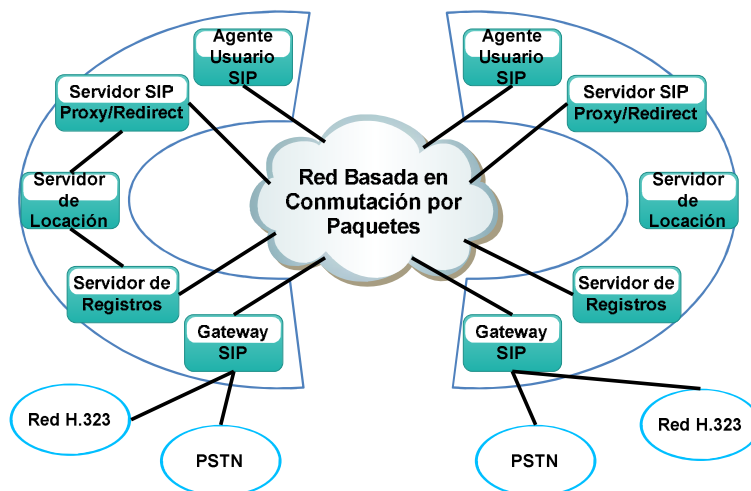 Agente
Usuario
SIP
Servidor SIP
Proxy/Redirect
Servidor
de
Locación
Servidor de
Registros
Gateway
SIP
Red H.323
PSTN
Red Basada en
Conmutación por
Paquetes
Agente
Usuario
SIP
Servidor SIP
Proxy/Redirect
Servidor
de
Locación
Servidor de
Registros
Gateway
SIP
PSTN
Red H.323